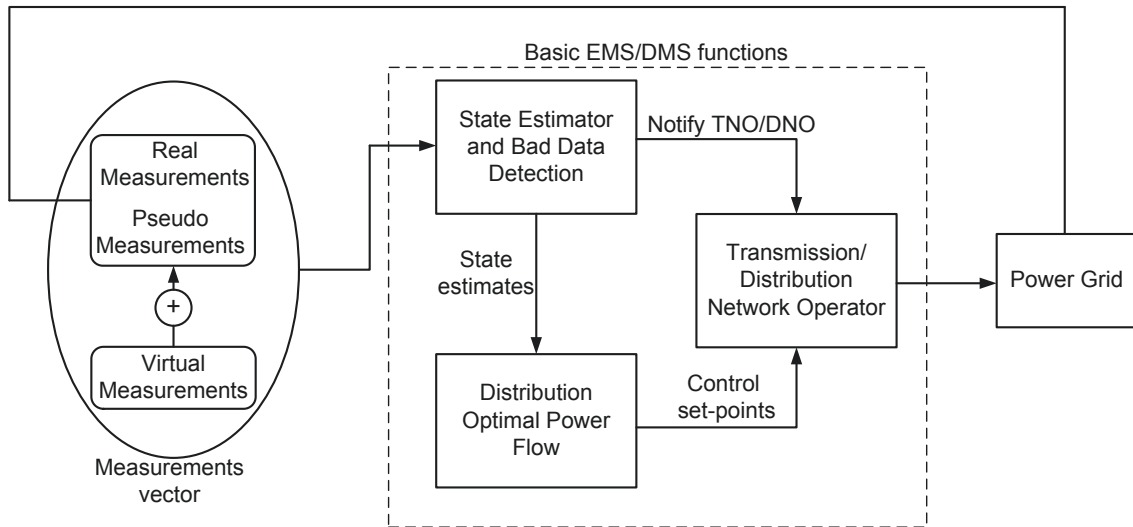 Basic EMS/DMS functions
Real
Measurements
Pseudo
Measurements
+
Virtual
Measurements
Measurements
vector
State Estimator
and Bad Data
Detection
Notify TNO/DNO
State
estimates
Distribution
Optimal Power
Flow
Control
set-points
Transmission/
Distribution
Network Operator
Power Grid